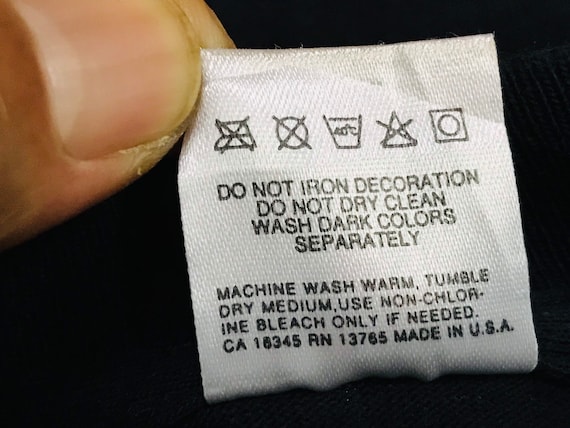 40°C
DO NOT IRON DECORATION
DO NOT DRY CLEAN
WASH DARK COLORS
SEPARATELY
MACHINE WASH WARM, TUMBLE
DRY MEDIUM,USE NON-CHLOR-
INE BLEACH ONLY IF NEEDED.
CA 16345 RN 13765 MADE IN U.S.A.